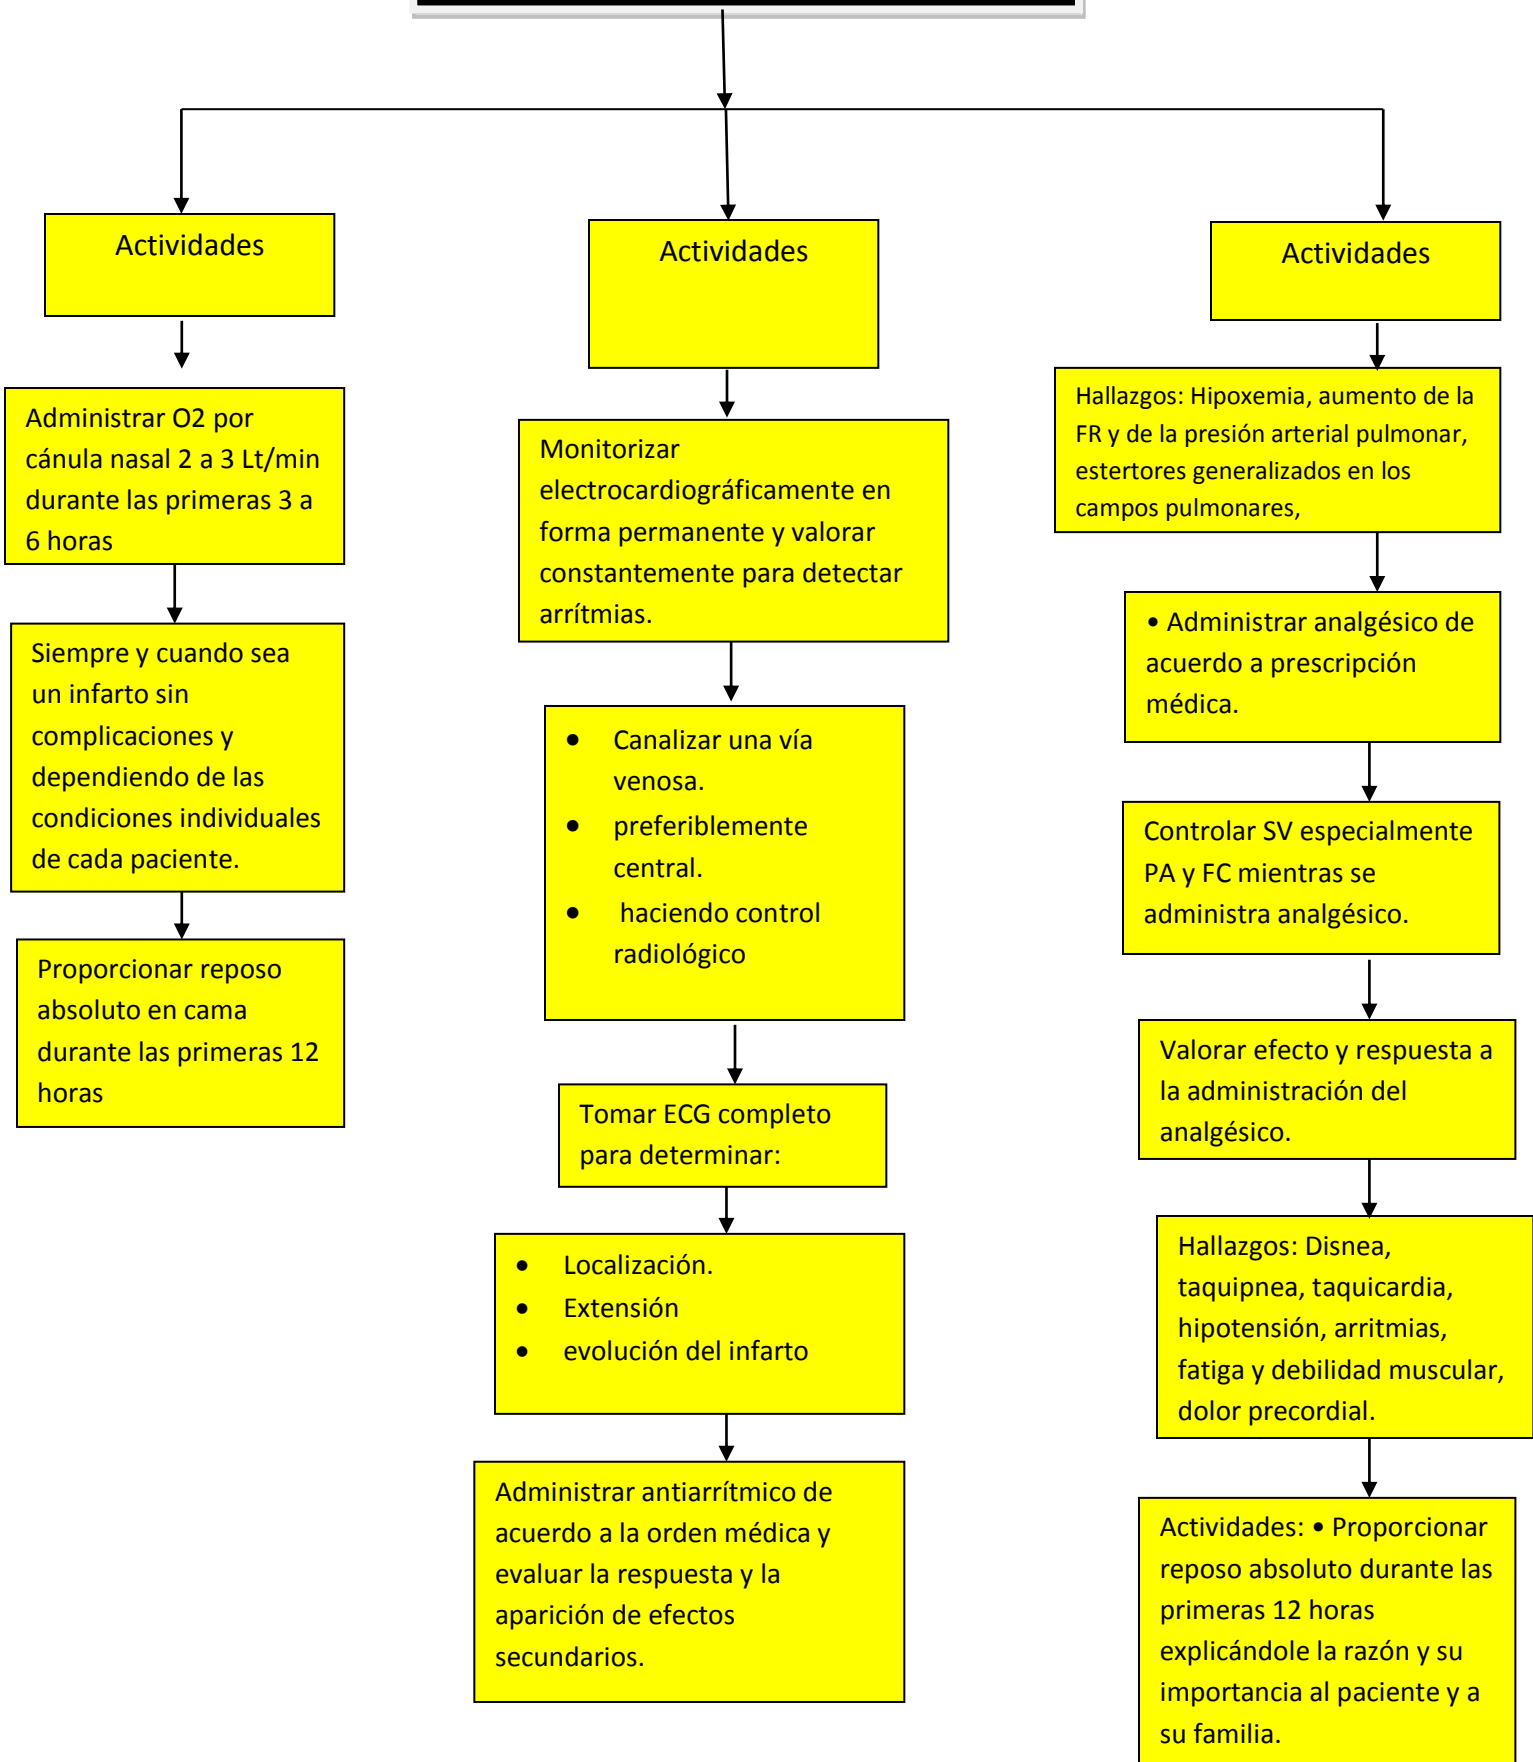 Actividades
Administrar O2 por
cánula nasal 2 a 3 Lt/min
durante las primeras 3 a
6 horas
Siempre y cuando sea
un infarto sin
complicaciones y
dependiendo de las
condiciones individuales
de cada paciente.
Proporcionar reposo
absoluto en cama
durante las primeras 12
horas
Actividades
Monitorizar
electrocardiográficamente en
forma permanente y valorar
constantemente para detectar
arrítmias.
• Canalizar una vía
venosa.
• preferiblemente
central.
• haciendo control
radiológico
Tomar ECG completo
para determinar:
• Localización.
• Extensión
• evolución del infarto
Administrar antiarrítmico de
acuerdo a la orden médica y
evaluar la respuesta y la
aparición de efectos
secundarios.
Actividades
Hallazgos: Hipoxemia, aumento de la
FR y de la presión arterial pulmonar,
estertores generalizados en los
campos pulmonares,
• Administrar analgésico de
acuerdo a prescripción
médica.
Controlar SV especialmente
PA y FC mientras se
administra analgésico.
Valorar efecto y respuesta a
la administración del
analgésico.
Hallazgos: Disnea,
taquipnea, taquicardia,
hipotensión, arritmias,
fatiga y debilidad muscular,
dolor precordial.
Actividades: • Proporcionar
reposo absoluto durante las
primeras 12 horas
explicándole la razón y su
importancia al paciente y a
su familia.